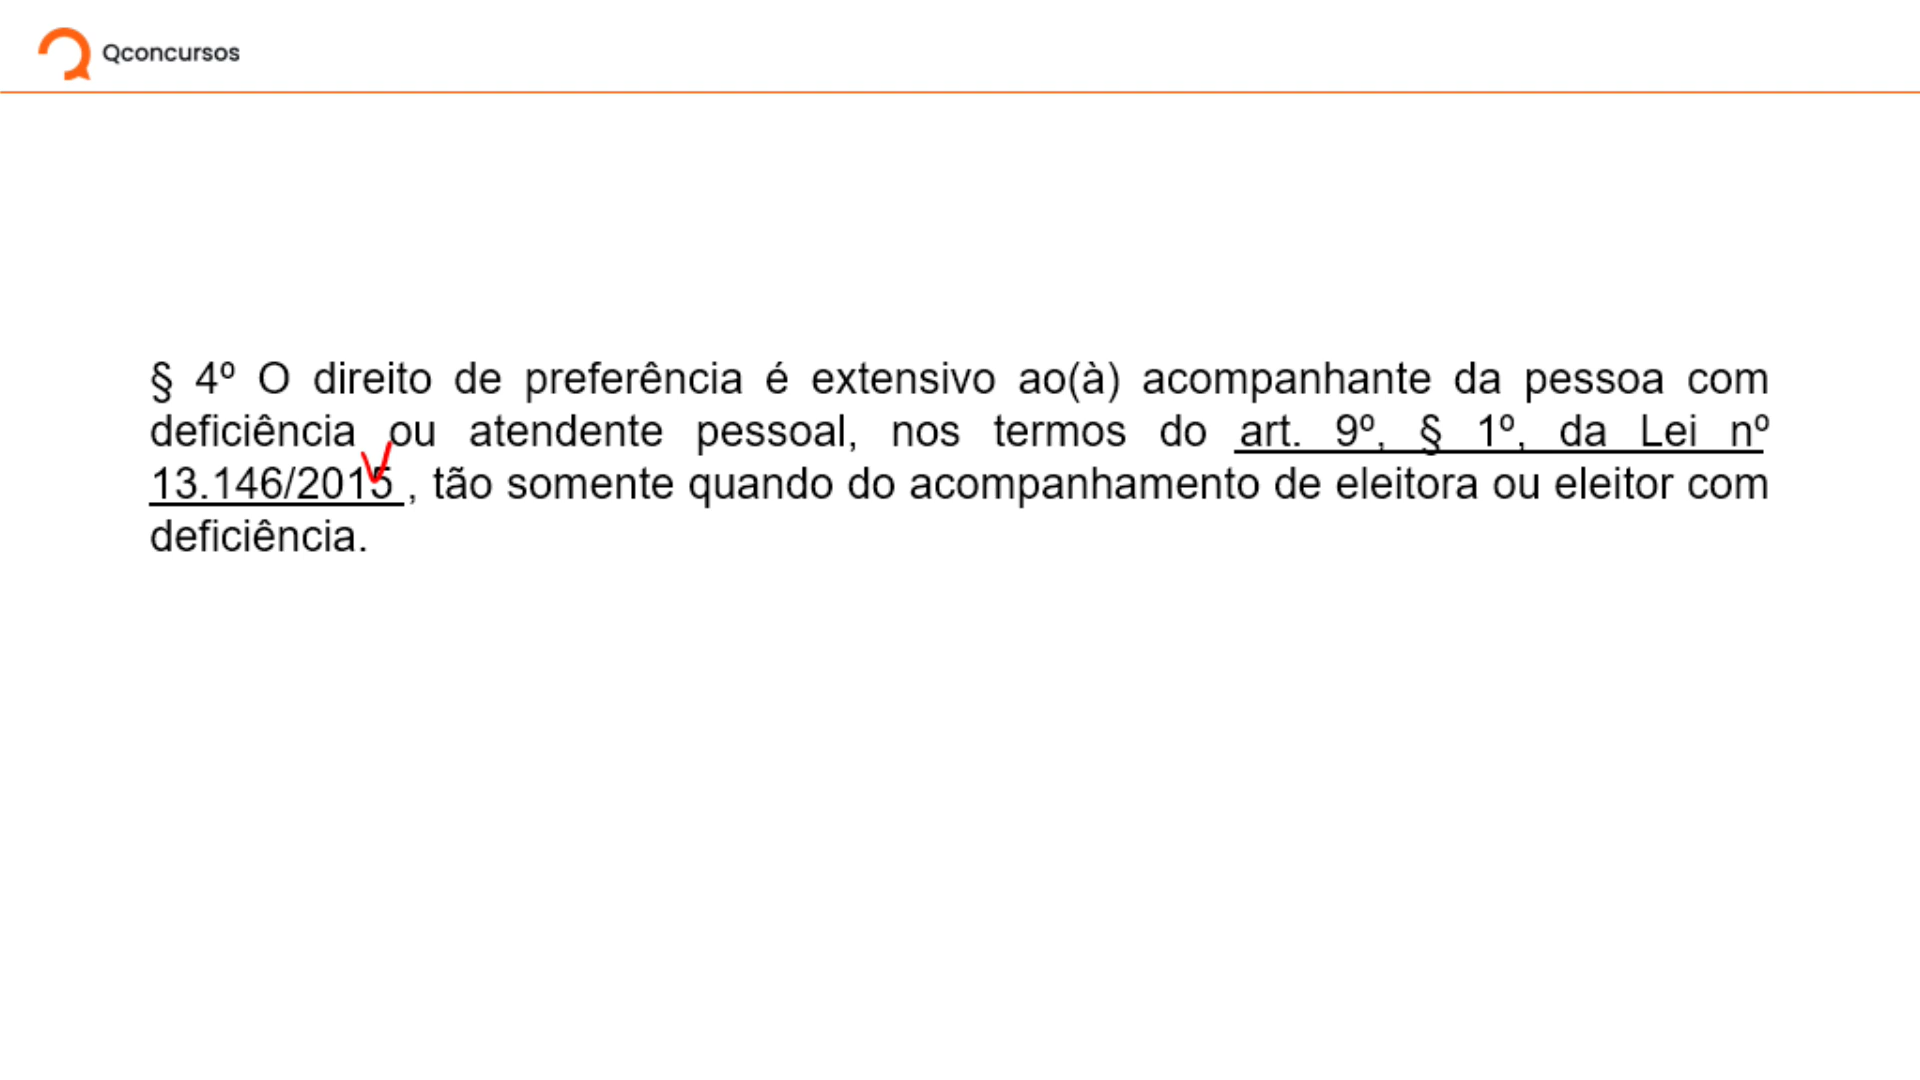 Qconcursos
§ 4º O direito de preferência é extensivo ao(à) acompanhante da pessoa com
deficiência ou atendente pessoal, nos termos do art. 9º, § 1º, da Lei nº
13.146/2015 , tão somente quando do acompanhamento de eleitora ou eleitor com
deficiência.